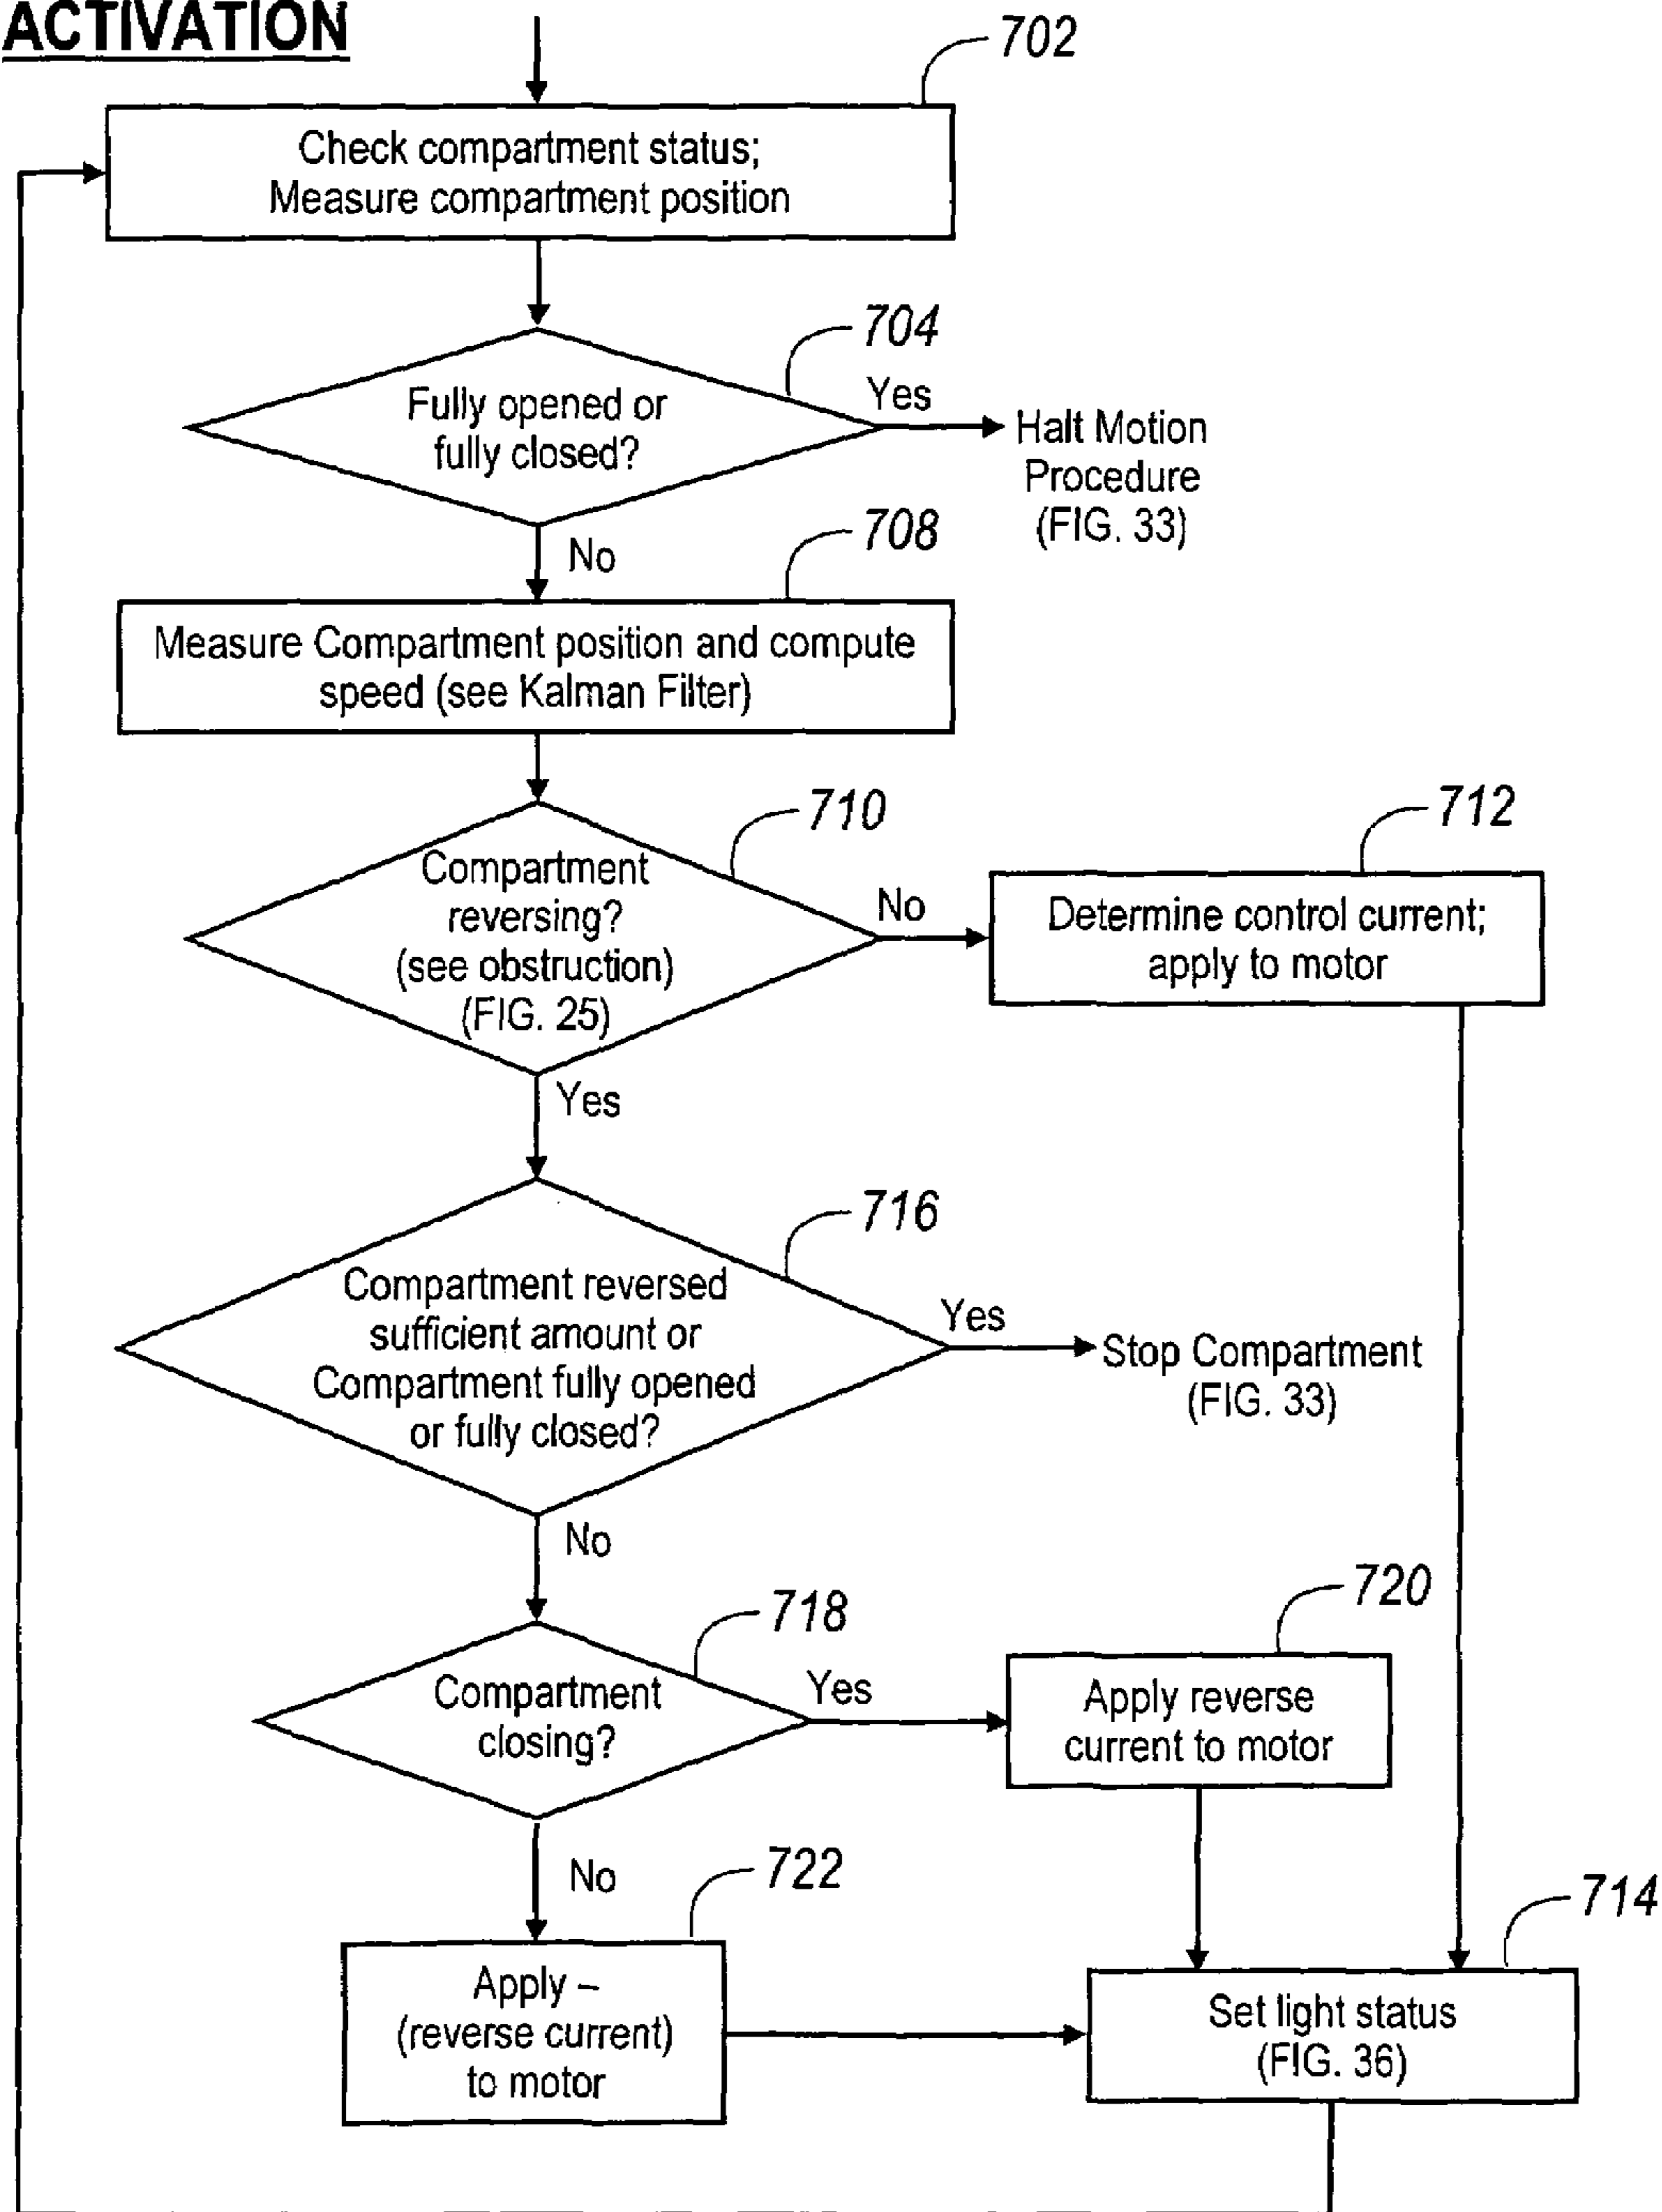 ACTIVATION
702
Check compartment status;
Measure compartment position
704
Fully opened or
fully closed?
Yes
Halt Motion
Procedure
(FIG. 33)
No
708
Measure Compartment position and compute
speed (see Kalman Filter)
710
Compartment
reversing?
(see obstruction)
(FIG. 25)
No
712
Determine control current;
apply to motor
Yes
716
Compartment reversed
sufficient amount or
Compartment fully opened
or fully closed?
Yes
Stop Compartment
(FIG. 33)
No
718
Compartment
closing?
Yes
720
Apply reverse
current to motor
No
722
Apply –
(reverse current)
to motor
714
Set light status
(FIG. 36)